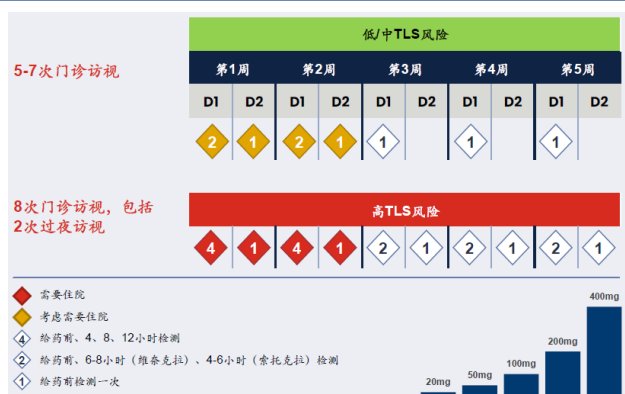 低/中TLS风险
5-7次门诊访视
第1周 第2周 第3周 第4周 第5周
D1 D2 D1 D2 D1 D2 D1 D2 D1 D2
2 1 2 1 1 1 1
8次门诊访视，包括
2次过夜访视
高TLS风险
4 1 4 1 2 1 2 1 2 1
需要住院
考虑需要住院
4 给药前、4、8、12小时检测
2 给药前、6-8小时（维奈克拉）、4-6小时（索托克拉）检测
1 给药前检测一次
20mg 50mg 100mg 200mg 400mg